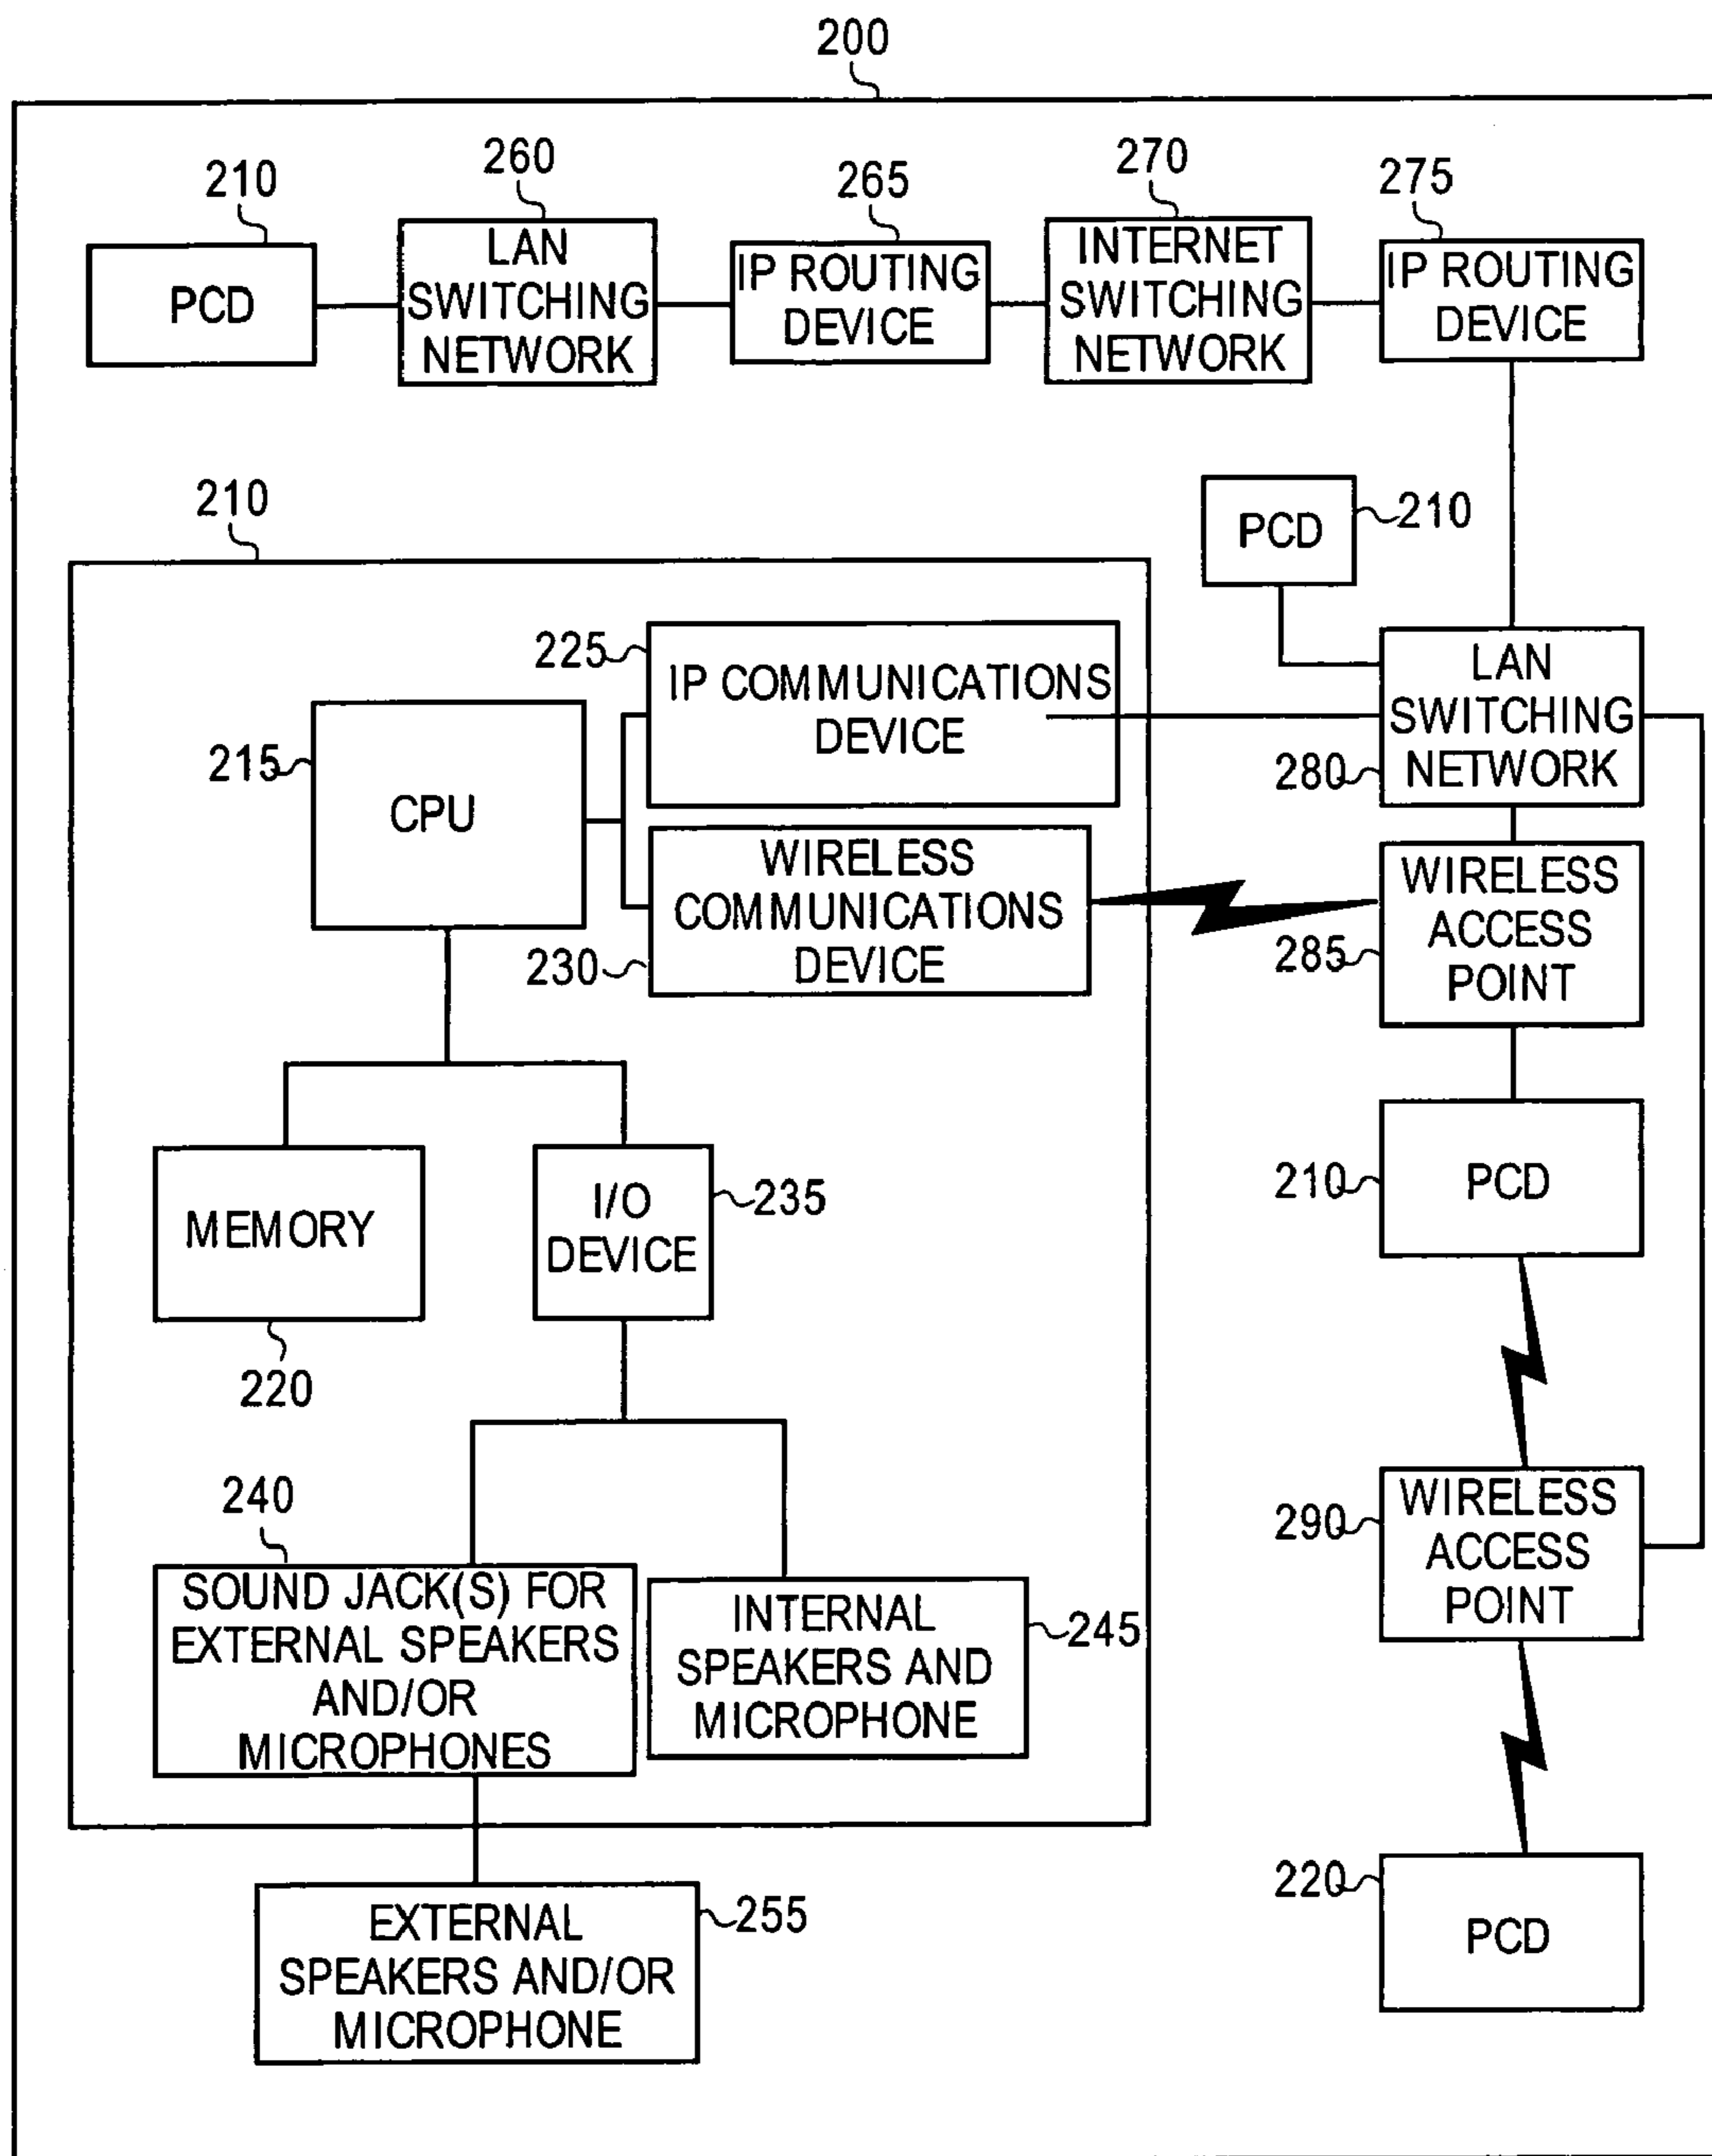 200
210
PCD
260
LAN
SWITCHING
NETWORK
265
IP ROUTING
DEVICE
270
INTERNET
SWITCHING
NETWORK
275
IP ROUTING
DEVICE
210
PCD
210
225
IP COMMUNICATIONS
DEVICE
215
CPU
WIRELESS
COMMUNICATIONS
DEVICE
230
LAN
SWITCHING
NETWORK
280
WIRELESS
ACCESS
POINT
285
MEMORY
220
I/O
DEVICE
235
210
PCD
240
SOUND JACK(S) FOR
EXTERNAL SPEAKERS
AND/OR
MICROPHONES
INTERNAL
SPEAKERS AND
MICROPHONE
245
290
WIRELESS
ACCESS
POINT
EXTERNAL
SPEAKERS AND/OR
MICROPHONE
255
220
PCD